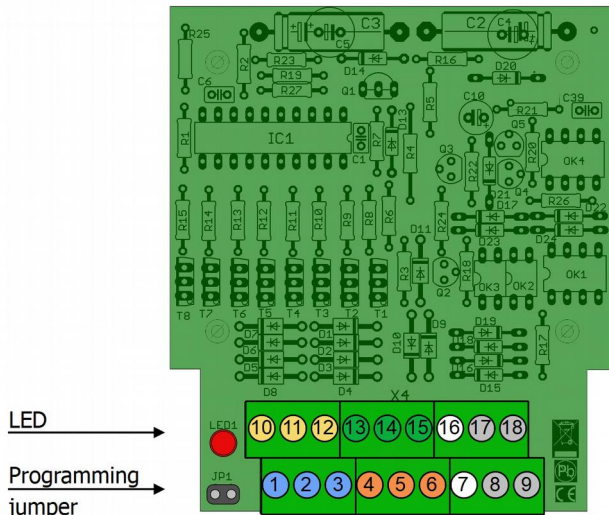 C3
C2
C4
C5
R25
R2
R23
D14
R16
D20
R19
C6
R27
Q1
R5
C10
R21
C39
R1
IC1
C1
R7
D13
R4
Q3
R22
Q5
R20
OK4
Q4
D21
D17
R26
D22
R15
R14
R13
R12
R11
R10
R9
R8
R6
R24
D23
D24
D11
R3
Q2
R18
OK3
OK2
OK1
T8
T7
T6
T5
T4
T3
T2
T1
D7
D1
D6
D2
D5
D3
D8
D4
D10
D9
D19
D18
D16
D15
R17
X4
LED
LED1
10 11 12 13 14 15 16 17 18
Programming
jumper
JP1
1 2 3 4 5 6 7 8 9
Pb
CE